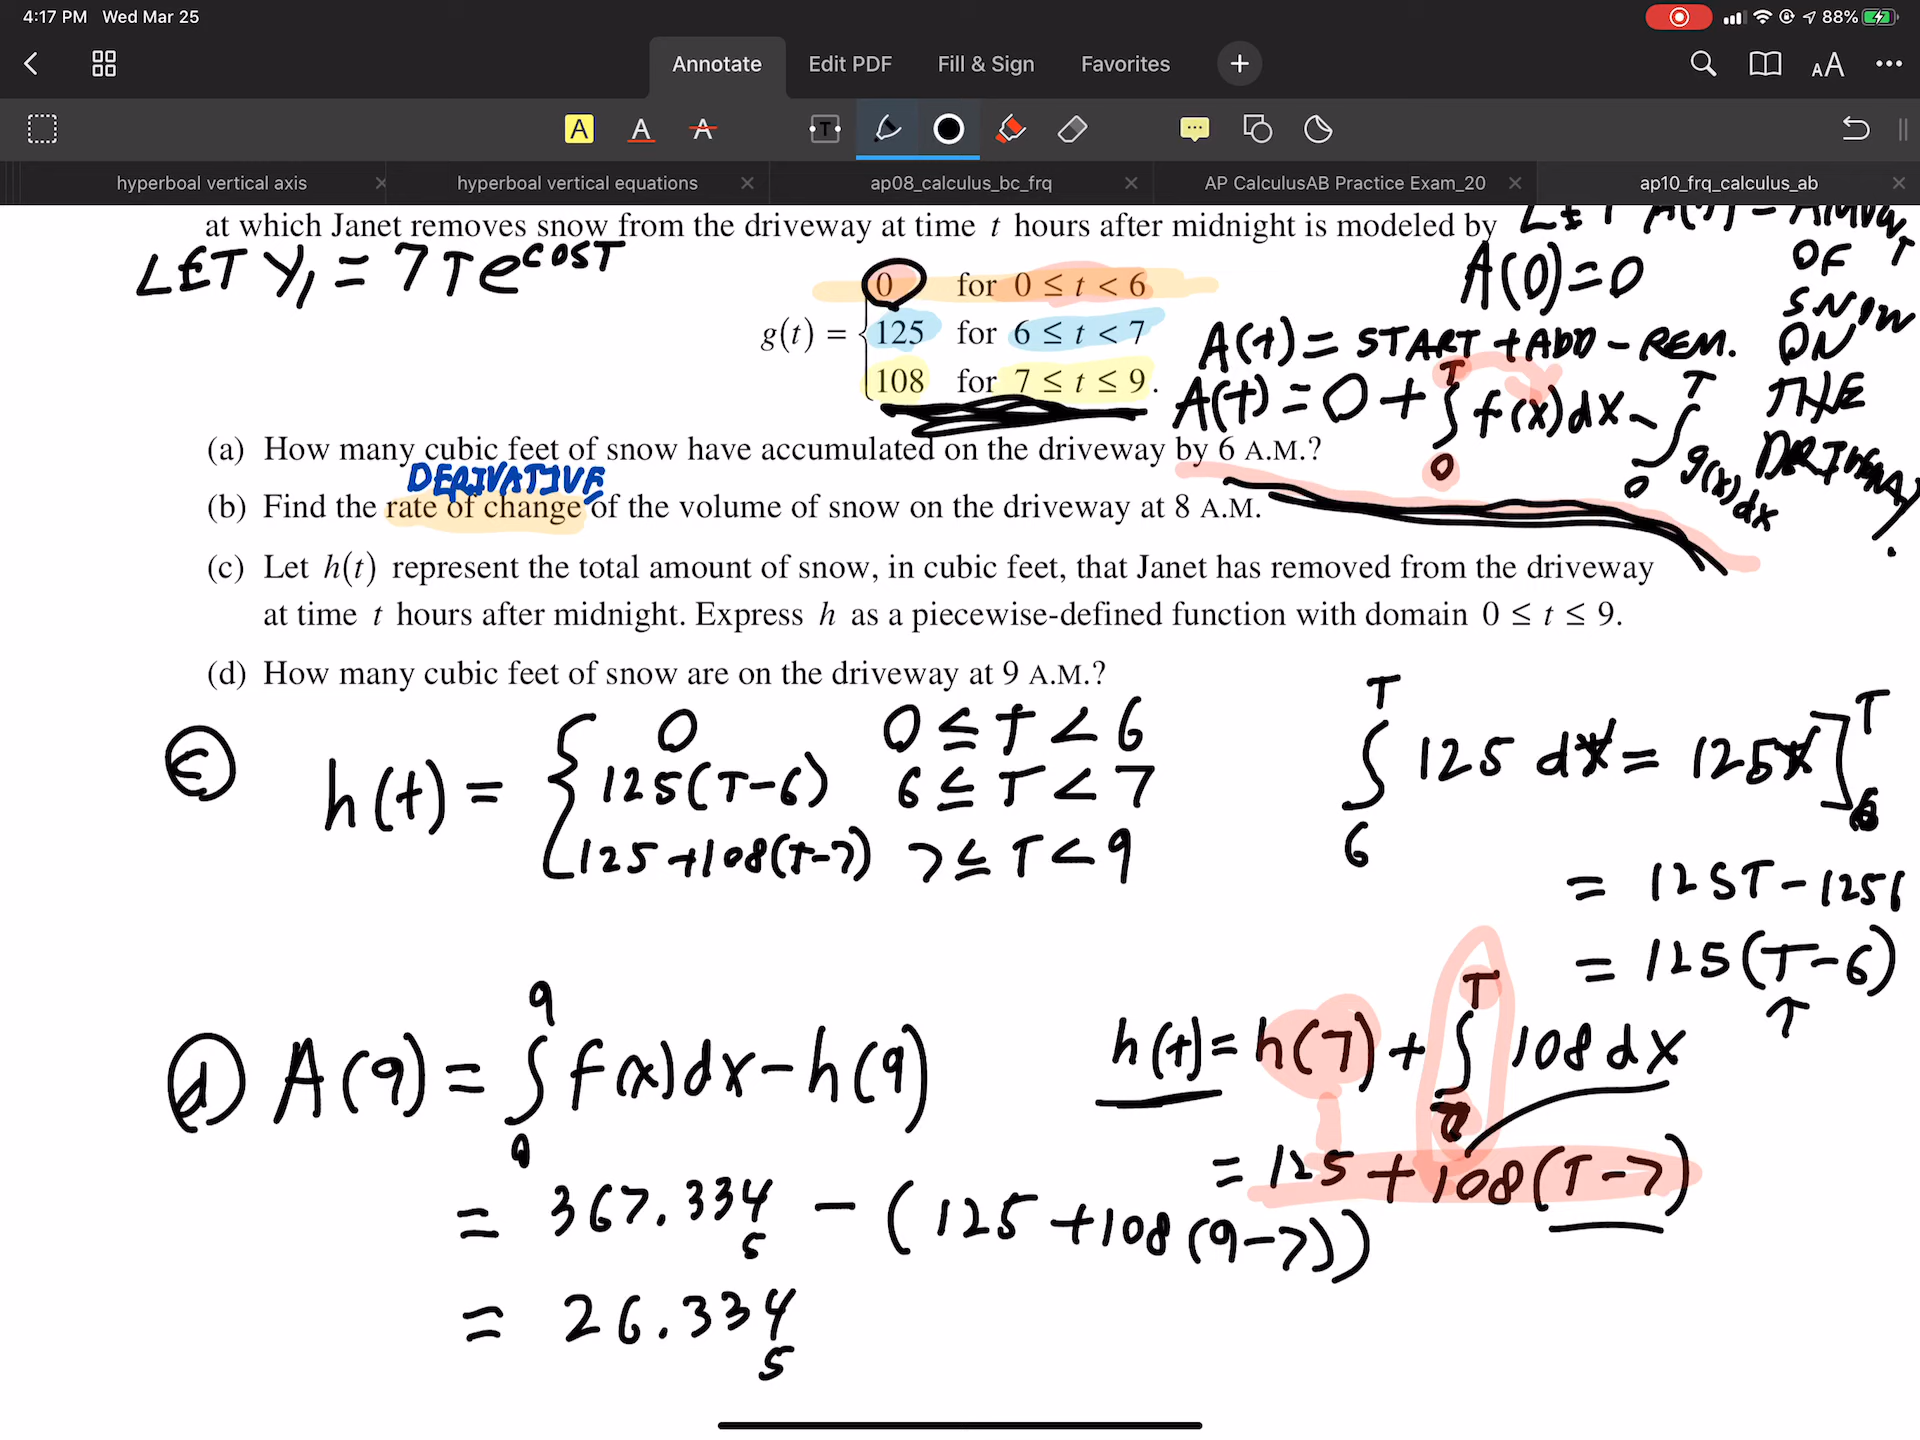 4:17 PM Wed Mar 25
88%
Annotate Edit PDF Fill & Sign Favorites
hyperboal vertical axis hyperboal vertical equations ap08_calculus_bc_frq AP CalculusAB Practice Exam_20 ap10_frq_calculus_ab
at which Janet removes snow from the driveway at time t hours after midnight is modeled by
LET Y₁ = 7Te^COST
g(t) = {
0 for 0 ≤ t < 6
125 for 6 ≤ t < 7
108 for 7 ≤ t ≤ 9.
A(0)=0
OF
SNOW
ON
THE
A(t)= START +ADD – REM.
A(t)=0+∫₀ᵀ f(x)dx–∫₀ᵀ g(x)dx
(a) How many cubic feet of snow have accumulated on the driveway by 6 A.M.?
DERIVATIVE
(b) Find the rate of change of the volume of snow on the driveway at 8 A.M.
(c) Let h(t) represent the total amount of snow, in cubic feet, that Janet has removed from the driveway
at time t hours after midnight. Express h as a piecewise-defined function with domain 0 ≤ t ≤ 9.
(d) How many cubic feet of snow are on the driveway at 9 A.M.?
c h(t) = {
0 0 ≤ T < 6
125(T–6) 6 ≤ T < 7
125+108(T–7) 7 ≤ T < 9
∫₆ᵀ 125 dx = 125x]₆ᵀ
= 125T – 125·6
= 125(T–6)
d A(9) = ∫₀⁹ f(x)dx – h(9)
= 367.334 – (125+108(9–7))
5
= 26.334
5
h(t)= h(7)+∫₇ᵀ 108dx
= 125+108(T–7)